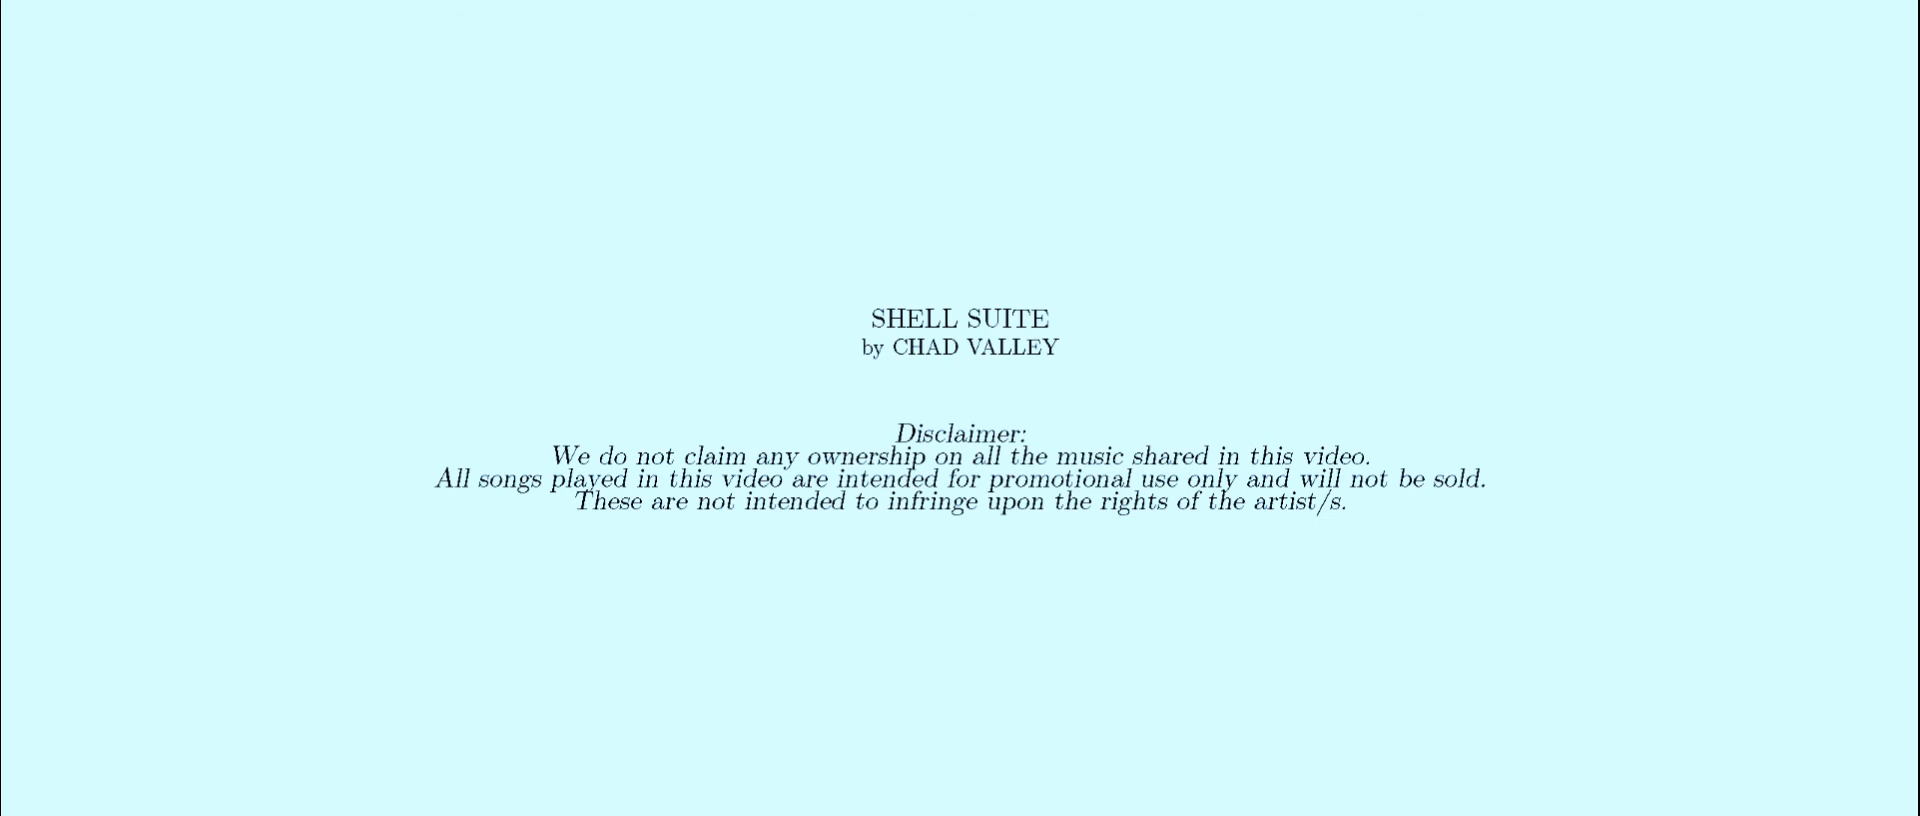 SHELL SUITE
by CHAD VALLEY
Disclaimer:
We do not claim any ownership on all the music shared in this video.
All songs played in this video are intended for promotional use only and will not be sold.
These are not intended to infringe upon the rights of the artist/s.